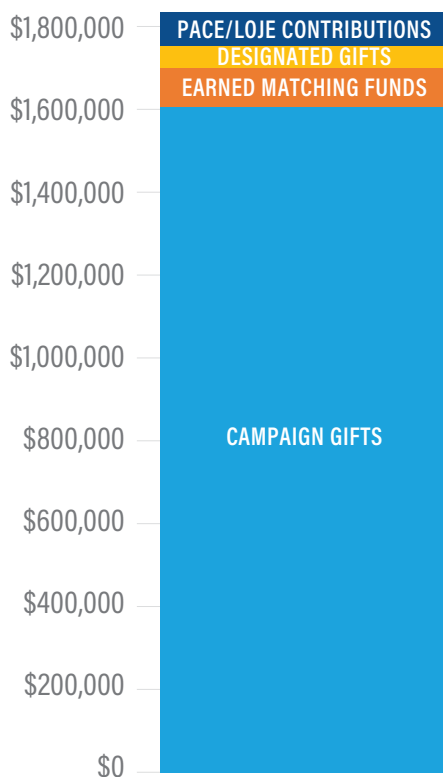 $1,800,000
PACE/LOJE CONTRIBUTIONS
DESIGNATED GIFTS
EARNED MATCHING FUNDS
$1,600,000
$1,400,000
$1,200,000
$1,000,000
$800,000
CAMPAIGN GIFTS
$600,000
$400,000
$200,000
$0